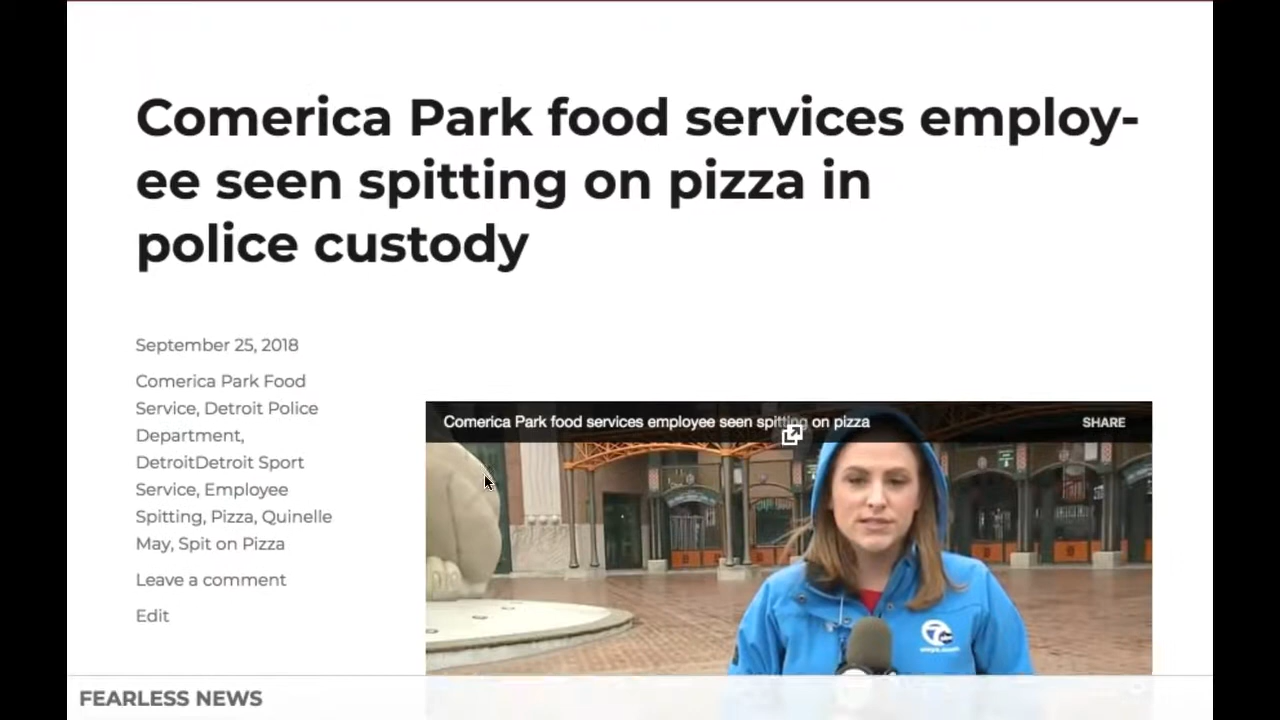 Comerica Park food services employ-
ee seen spitting on pizza in
police custody
September 25, 2018
Comerica Park Food
Service, Detroit Police
Department,
DetroitDetroit Sport
Service, Employee
Spitting, Pizza, Quinelle
May, Spit on Pizza
Leave a comment
Edit
Comerica Park food services employee seen spitting on pizza
SHARE
7
FEARLESS NEWS